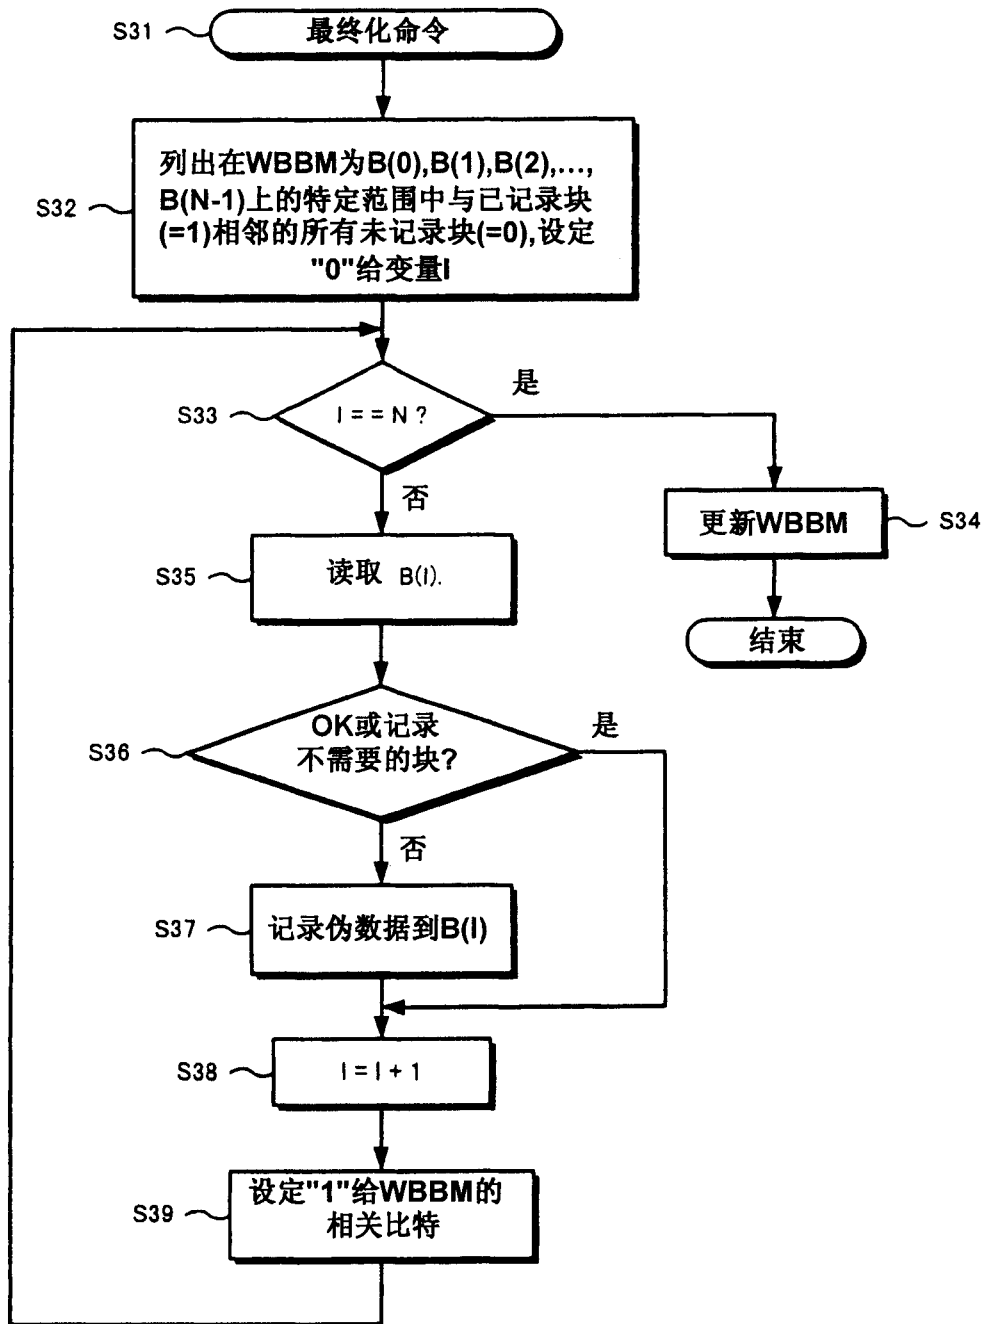 S31
最终化命令
S32
列出在WBBM为B(0),B(1),B(2),...,
B(N-1)上的特定范围中与已记录块
(=1)相邻的所有未记录块(=0),设定
"0"给变量I
S33
I = = N ?
是
否
更新WBBM
S34
S35
读取 B(I).
结束
S36
OK或记录
不需要的块?
是
否
S37
记录伪数据到B(I)
S38
I = I + 1
S39
设定"1"给WBBM的
相关比特